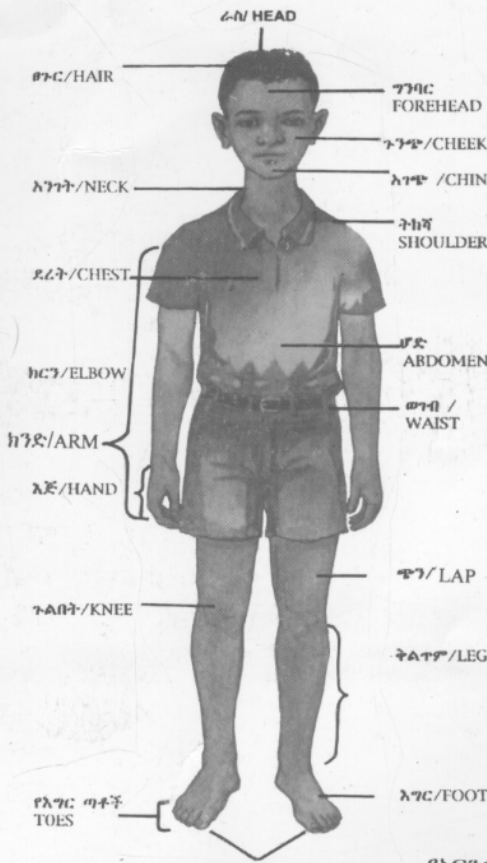 ራስ/ HEAD
ፀጉር/HAIR
ግንባር
FOREHEAD
ጉንጭ/CHEEK
አገጭ/CHIN
አንገት/NECK
ትከሻ
SHOULDER
ደረት/CHEST
ሆድ
ABDOMEN
ክርን/ELBOW
ወገብ /
WAIST
ክንድ/ARM
እጅ/HAND
ጭን/ LAP
ጉልበት/KNEE
ቅልጥም/LEG
እግር/FOOT
የእግር ጣቶች
TOES